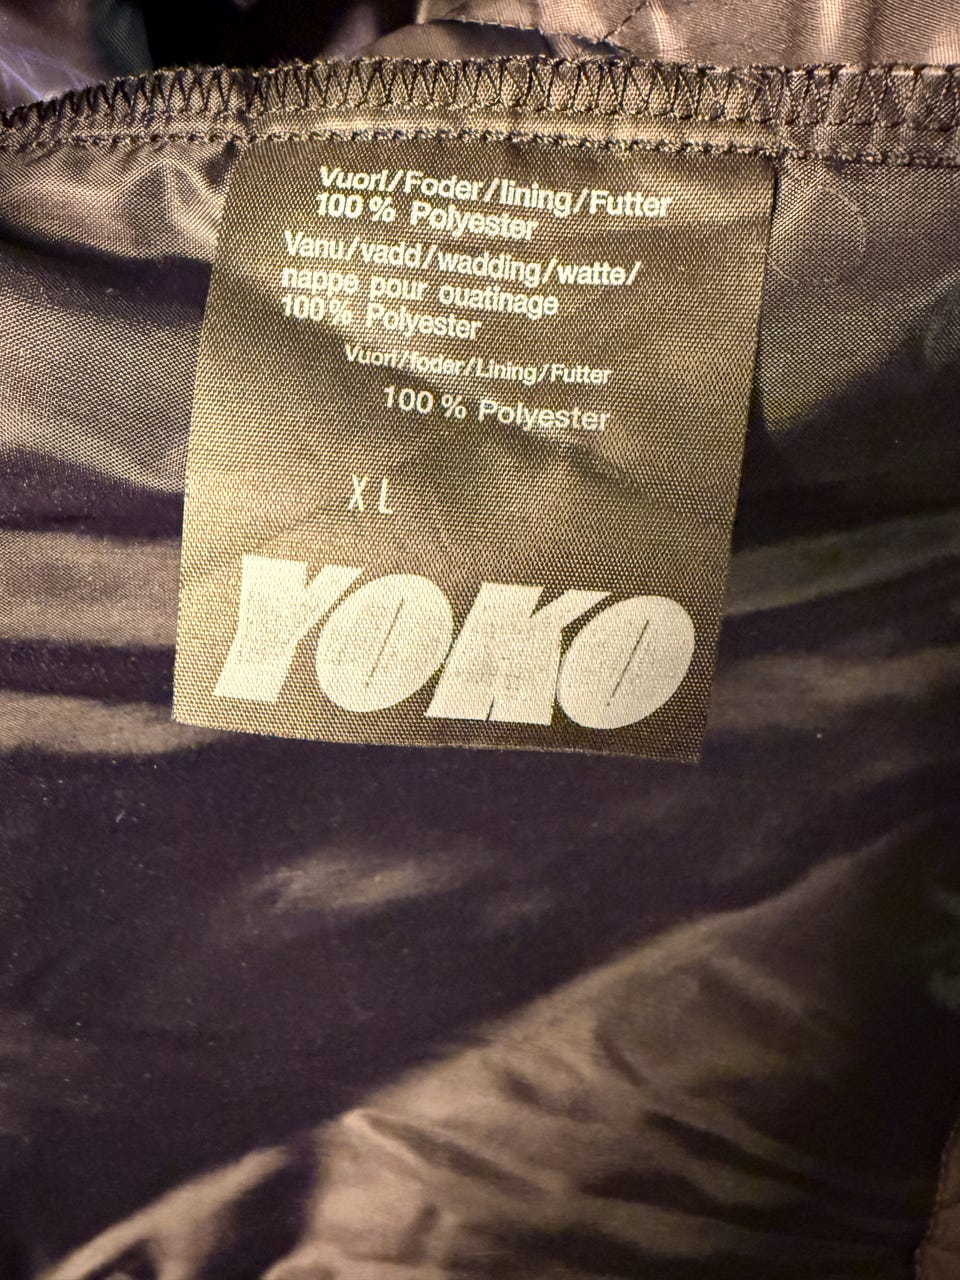 Vuori/Foder/lining/Futter
100% Polyester
Vanu/vadd/wadding/watte/
nappe pour ouatinage
100% Polyester
Vuori/foder/Lining/Futter
100% Polyester
XL
YOKO